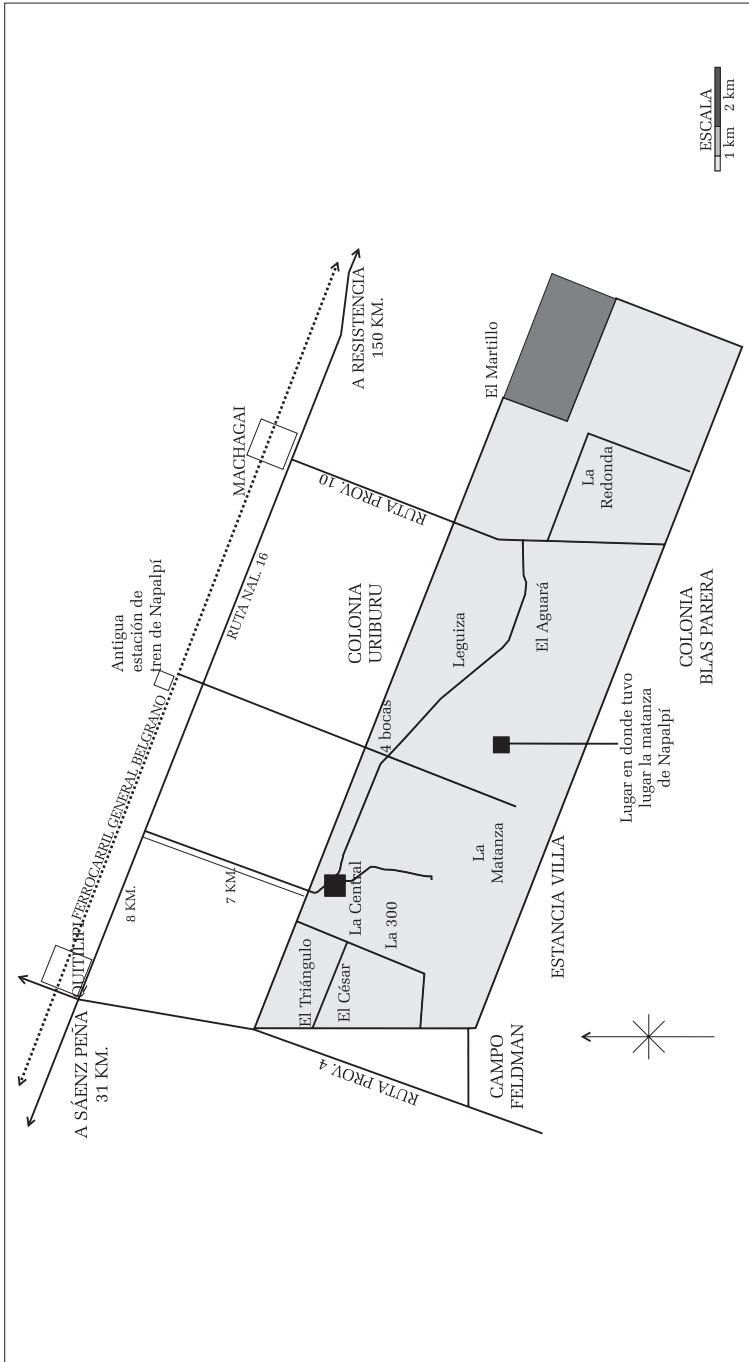 ESCALA
1 km 2 km
A RESISTENCIA
150 KM.
MACHAGAI
El Martillo
RUTA PROV. 10
La
Redonda
RUTA NAL. 16
Antigua
estación de
tren de Napalpí
COLONIA
URIBURU
Leguiza
El Aguará
COLONIA
BLAS PARERA
FERROCARRIL GENERAL BELGRANO
4 bocas
Lugar en donde tuvo
lugar la matanza
de Napalpí
8 KM.
7 KM.
La Central
La 300
La
Matanza
ESTANCIA VILLA
QUITILIPI
El Triángulo
El César
A SÁENZ PEÑA
31 KM.
RUTA PROV. 4
CAMPO
FELDMAN